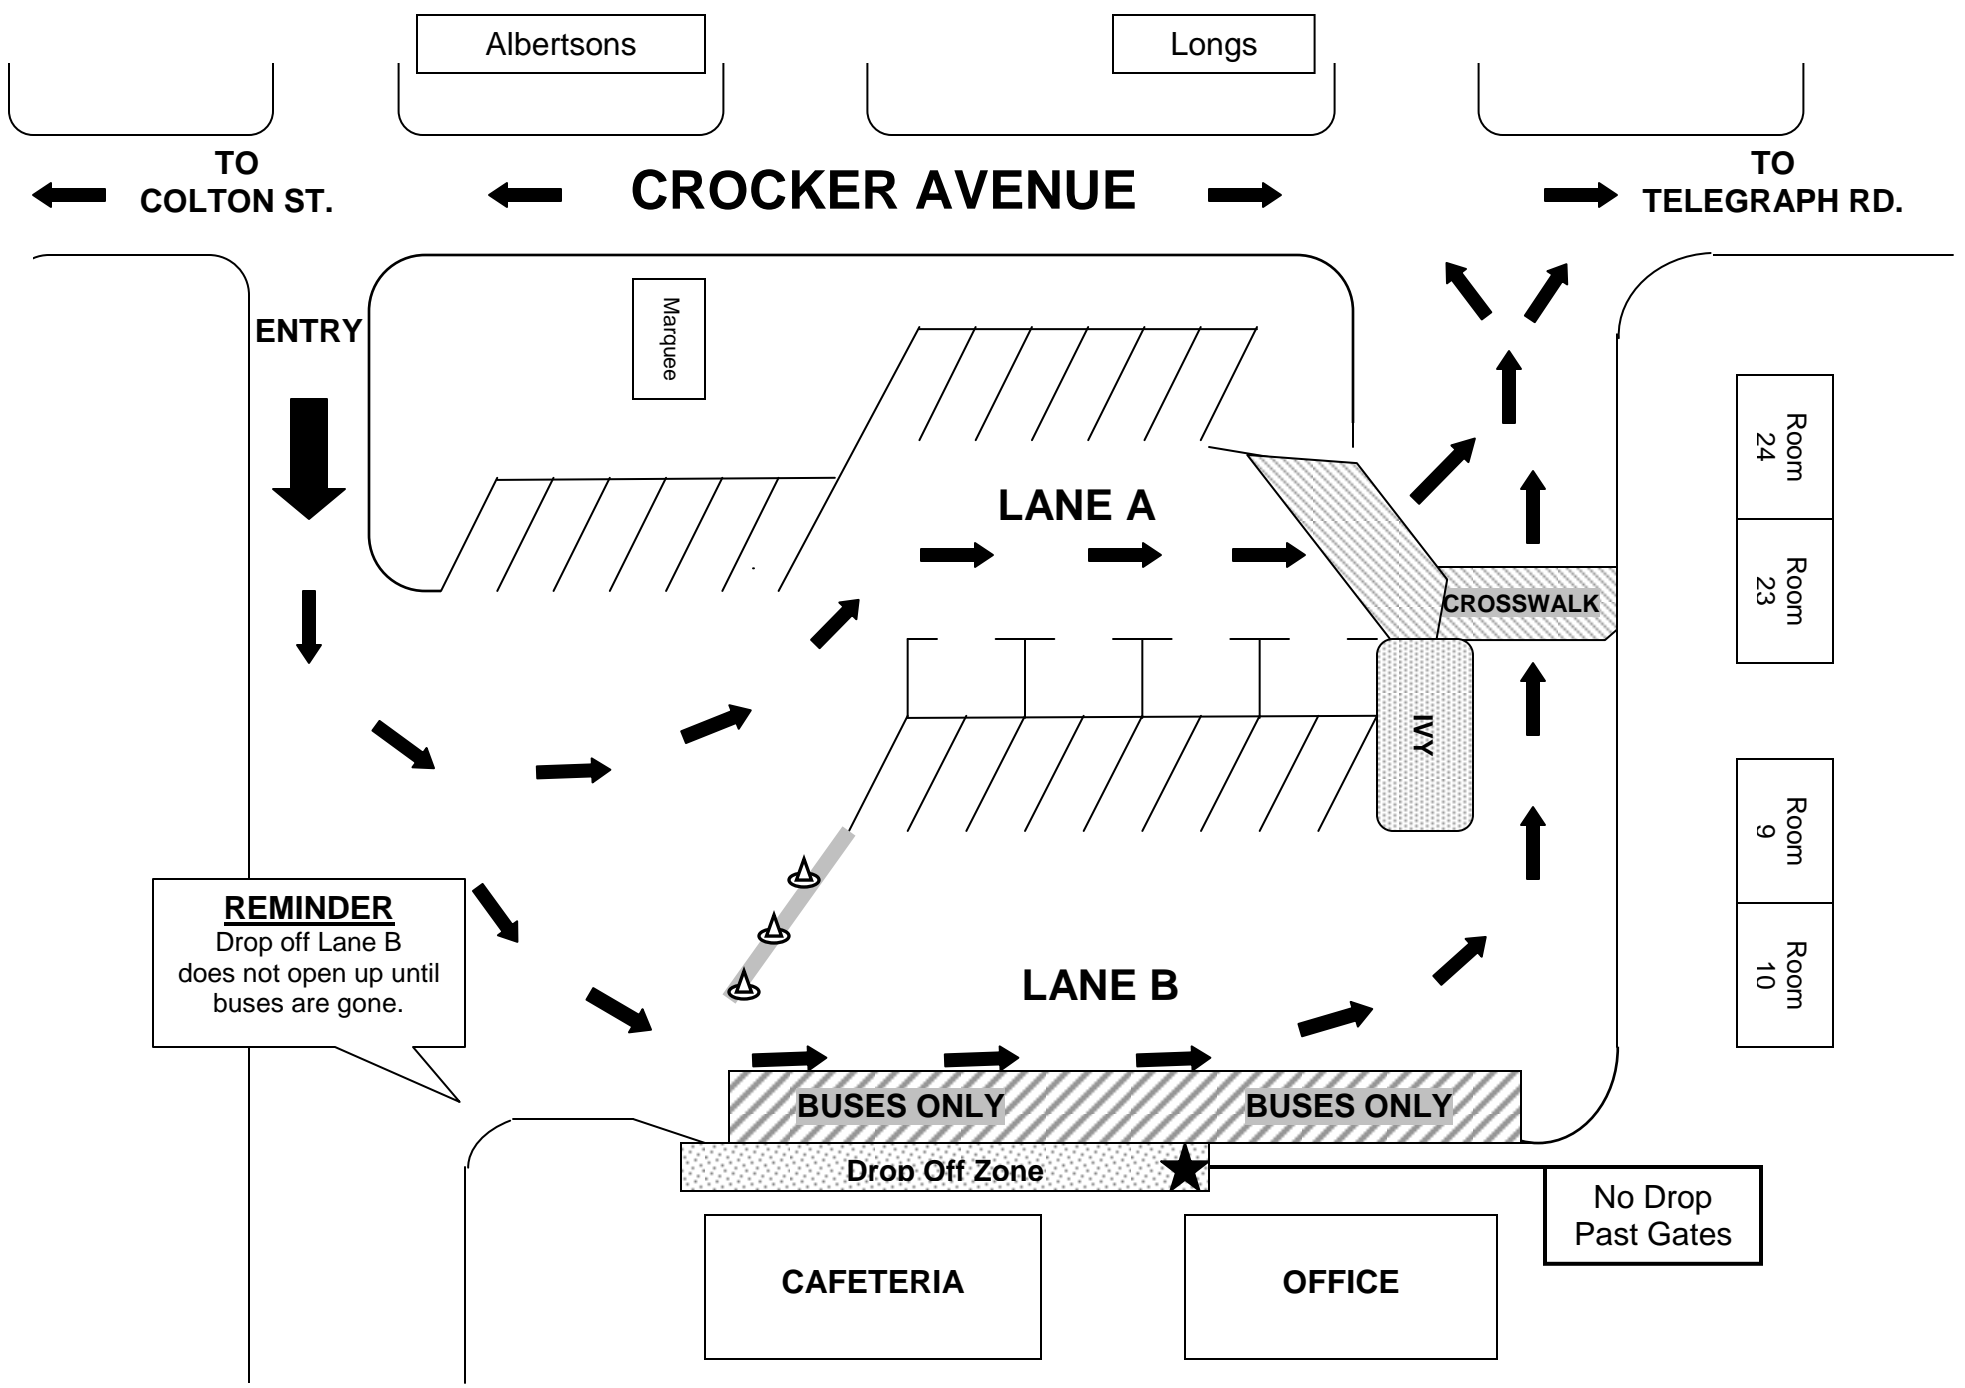 Albertsons
Longs
TO
COLTON ST.
CROCKER AVENUE
TO
TELEGRAPH RD.
ENTRY
Marquee
LANE A
CROSSWALK
Room
24
Room
23
IVY
Room
9
Room
10
REMINDER
Drop off Lane B
does not open up until
buses are gone.
LANE B
BUSES ONLY
BUSES ONLY
Drop Off Zone
No Drop
Past Gates
CAFETERIA
OFFICE